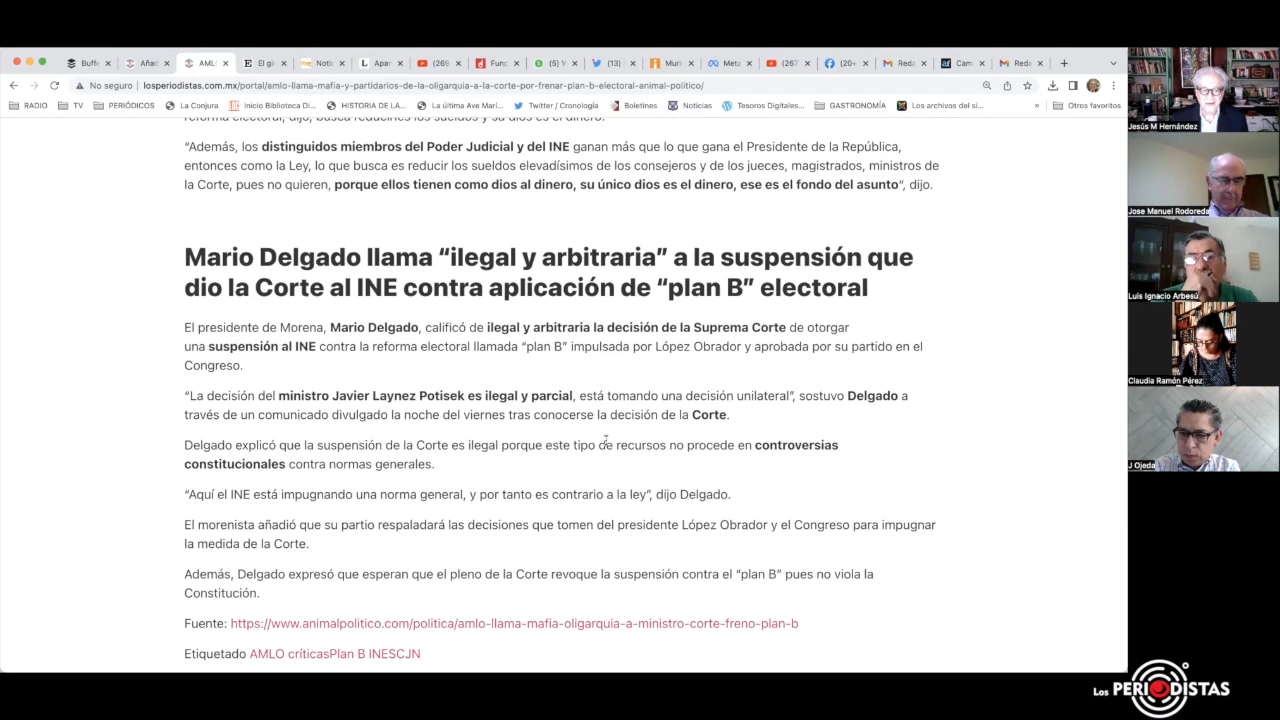 Buffe
Añad
AMLO
El gi
Notic
Apar
(269
Func
(5) V
(13)
Muri
Meta
(267
(20+
Reda
Cam
Reda
No seguro
losperiodistas.com.mx/portal/amlo-llama-mafia-y-partidarios-de-la-oligarquia-a-la-corte-por-frenar-plan-b-electoral-animal-politico/
RADIO
TV
PERIÓDICOS
La Conjura
Inicio Biblioteca Di...
HISTORIA DE LA...
La última Ave Marí...
Twitter / Cronología
Boletines
Noticias
Tesoros Digitales...
GASTRONOMÍA
Los archivos del si...
»
Otros favoritos
reforma electoral, dijo, busca reducirles los sueldos y su dios es el dinero.
“Además, los distinguidos miembros del Poder Judicial y del INE ganan más que lo que gana el Presidente de la República,
entonces como la Ley, lo que busca es reducir los sueldos elevadísimos de los consejeros y de los jueces, magistrados, ministros de
la Corte, pues no quieren, porque ellos tienen como dios al dinero, su único dios es el dinero, ese es el fondo del asunto“, dijo.
Mario Delgado llama “ilegal y arbitraria” a la suspensión que
dio la Corte al INE contra aplicación de “plan B” electoral
El presidente de Morena, Mario Delgado, calificó de ilegal y arbitraria la decisión de la Suprema Corte de otorgar
una suspensión al INE contra la reforma electoral llamada “plan B” impulsada por López Obrador y aprobada por su partido en el
Congreso.
“La decisión del ministro Javier Laynez Potisek es ilegal y parcial, está tomando una decisión unilateral”, sostuvo Delgado a
través de un comunicado divulgado la noche del viernes tras conocerse la decisión de la Corte.
Delgado explicó que la suspensión de la Corte es ilegal porque este tipo de recursos no procede en controversias
constitucionales contra normas generales.
“Aquí el INE está impugnando una norma general, y por tanto es contrario a la ley”, dijo Delgado.
El morenista añadió que su partio respaladará las decisiones que tomen del presidente López Obrador y el Congreso para impugnar
la medida de la Corte.
Además, Delgado expresó que esperan que el pleno de la Corte revoque la suspensión contra el “plan B” pues no viola la
Constitución.
Fuente: https://www.animalpolitico.com/politica/amlo-llama-mafia-oligarquia-a-ministro-corte-freno-plan-b
Etiquetado AMLO críticasPlan B INESCJN
Jesús M Hernández
Jose Manuel Rodoreda
Luis Ignacio Arbesú
Claudia Ramón Pérez
J Ojeda
Los PERIODISTAS